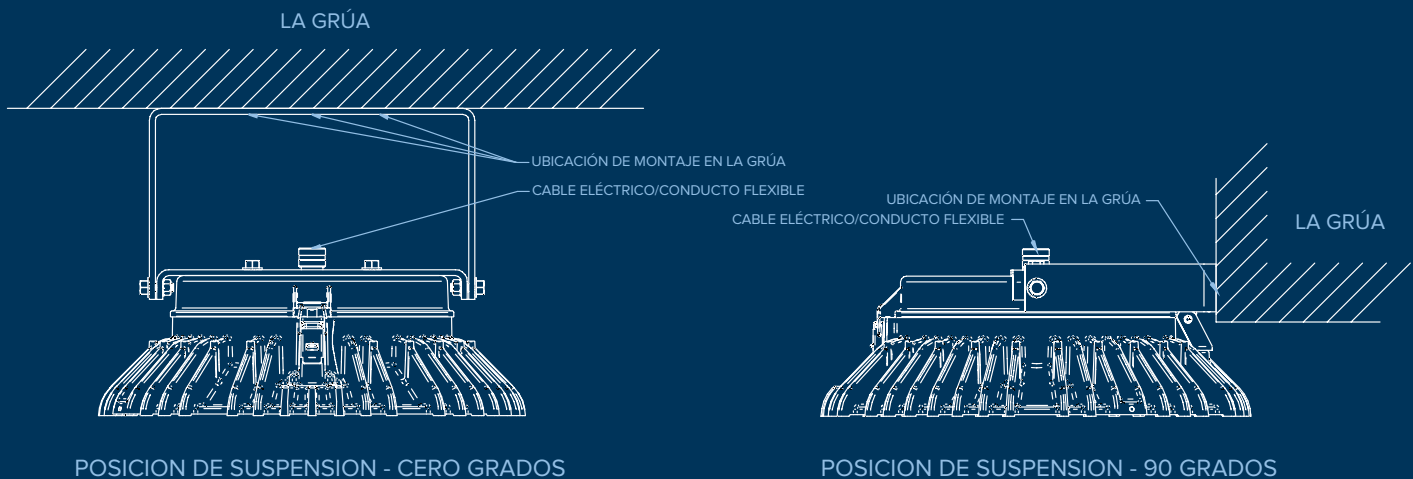 LA GRÚA
UBICACIÓN DE MONTAJE EN LA GRÚA
CABLE ELÉCTRICO/CONDUCTO FLEXIBLE
POSICION DE SUSPENSION - CERO GRADOS
UBICACIÓN DE MONTAJE EN LA GRÚA
CABLE ELÉCTRICO/CONDUCTO FLEXIBLE
LA GRÚA
POSICION DE SUSPENSION - 90 GRADOS